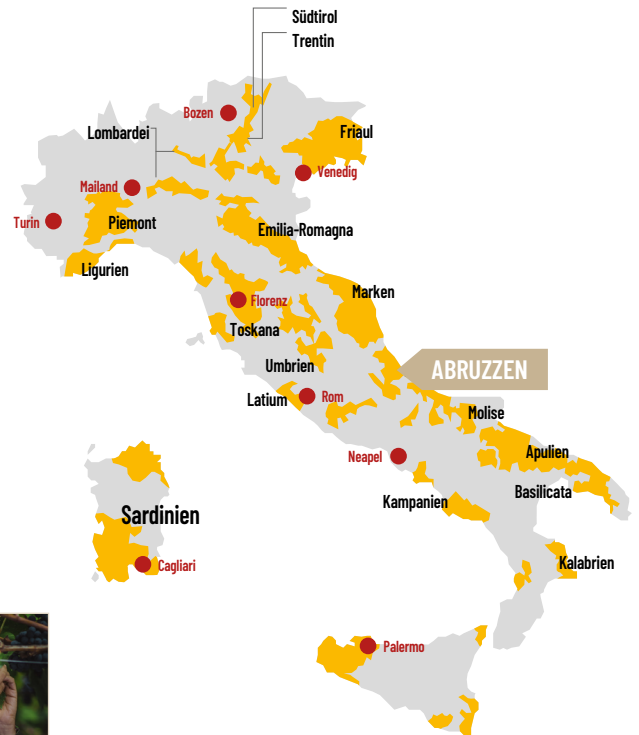 Südtirol
Trentin
Bozen
Lombardei
Friaul
Venedig
Mailand
Turin
Piemont
Emilia-Romagna
Ligurien
Marken
Florenz
Toskana
Umbrien
ABRUZZEN
Latium
Rom
Molise
Neapel
Apulien
Basilicata
Kampanien
Sardinien
Kalabrien
Cagliari
Palermo